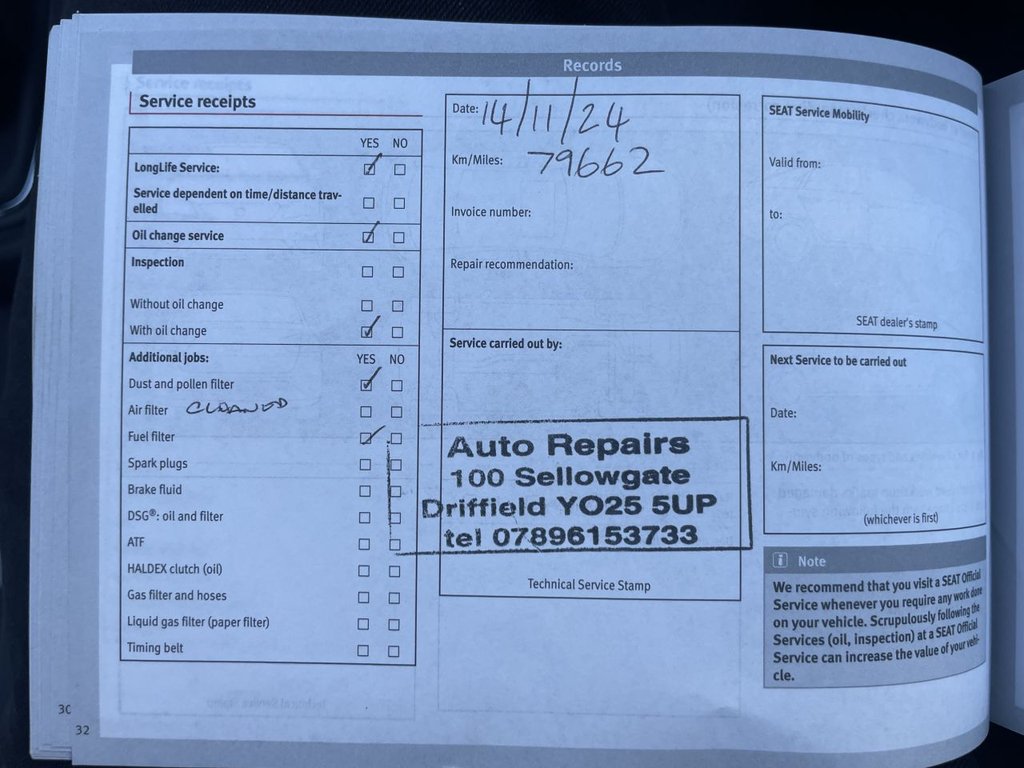 Records
Service receipts
YES NO
LongLife Service:
Service dependent on time/distance trav-
elled
Oil change service
Inspection
Without oil change
With oil change
Additional jobs: YES NO
Dust and pollen filter
Air filter CLEANED
Fuel filter
Spark plugs
Brake fluid
DSG®: oil and filter
ATF
HALDEX clutch (oil)
Gas filter and hoses
Liquid gas filter (paper filter)
Timing belt
Date: 14/11/24
Km/Miles: 79662
Invoice number:
Repair recommendation:
Service carried out by:
Auto Repairs
100 Sellowgate
Driffield YO25 5UP
tel 07896153733
Technical Service Stamp
SEAT Service Mobility
Valid from:
to:
SEAT dealer's stamp
Next Service to be carried out
Date:
Km/Miles:
(whichever is first)
i Note
We recommend that you visit a SEAT Official
Service whenever you require any work done
on your vehicle. Scrupulously following the
Services (oil, inspection) at a SEAT Official
Service can increase the value of your vehi-
cle.
30
32